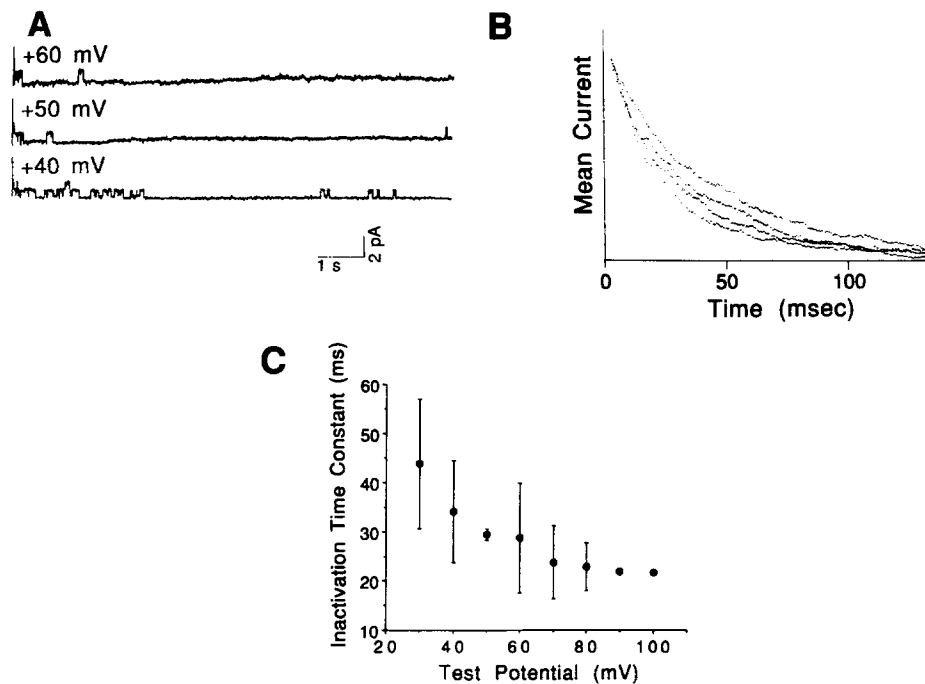 A
+60 mV
+50 mV
+40 mV
1 s
2 pA
B
Mean Current
0
50
100
Time (msec)
C
Inactivation Time Constant (ms)
60
50
40
30
20
10
20
40
60
80
100
Test Potential (mV)